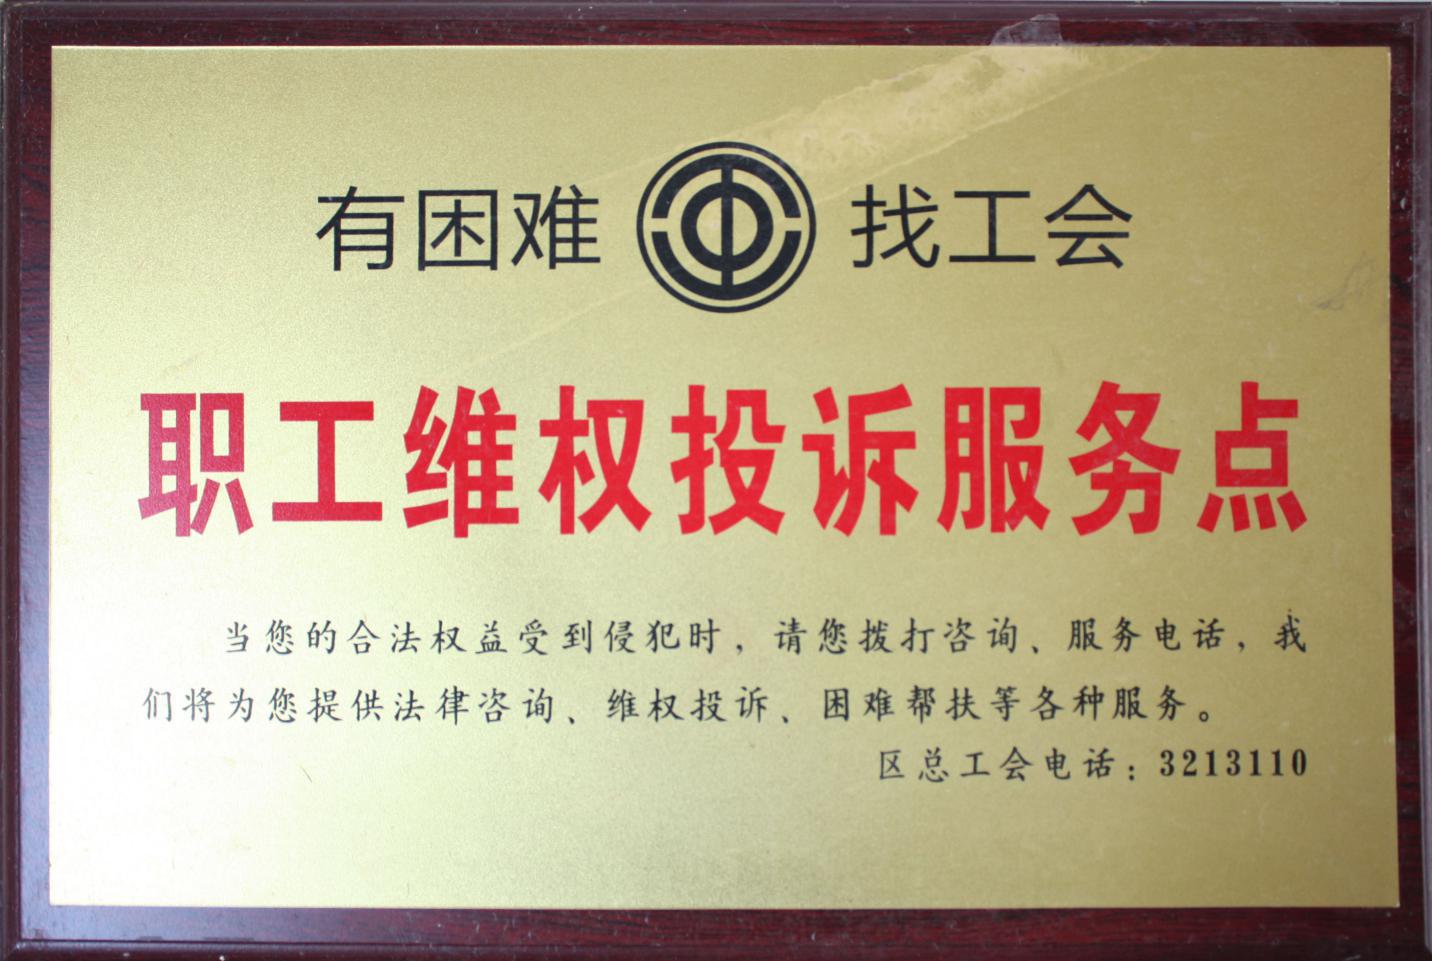 有困难 找工会
职工维权投诉服务点
当您的合法权益受到侵犯时，请您拨打咨询、服务电话，我
们将为您提供法律咨询、维权投诉、困难帮扶等各种服务。
区总工会电话：3213110